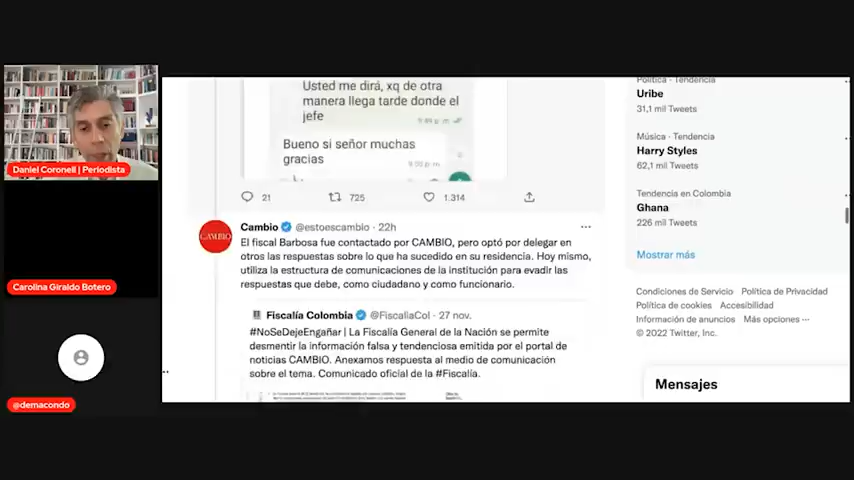 Daniel Coronell | Periodista
Carolina Giraldo Botero
@demacondo
Usted me dirá, xq de otra
manera llega tarde donde el
jefe
Bueno si señor muchas
gracias
21
725
1.314
CAMBIO
Cambio @estoescambio · 22h
El fiscal Barbosa fue contactado por CAMBIO, pero optó por delegar en
otros las respuestas sobre lo que ha sucedido en su residencia. Hoy mismo,
utiliza la estructura de comunicaciones de la institución para evadir las
respuestas que debe, como ciudadano y como funcionario.
Fiscalía Colombia @FiscaliaCol · 27 nov.
#NoSeDejeEngañar | La Fiscalía General de la Nación se permite
desmentir la información falsa y tendenciosa emitida por el portal de
noticias CAMBIO. Anexamos respuesta al medio de comunicación
sobre el tema. Comunicado oficial de la #Fiscalía.
Política · Tendencia
Uribe
31,1 mil Tweets
Música · Tendencia
Harry Styles
62,1 mil Tweets
Tendencia en Colombia
Ghana
226 mil Tweets
Mostrar más
Condiciones de Servicio Política de Privacidad
Política de cookies Accesibilidad
Información de anuncios Más opciones ···
© 2022 Twitter, Inc.
Mensajes